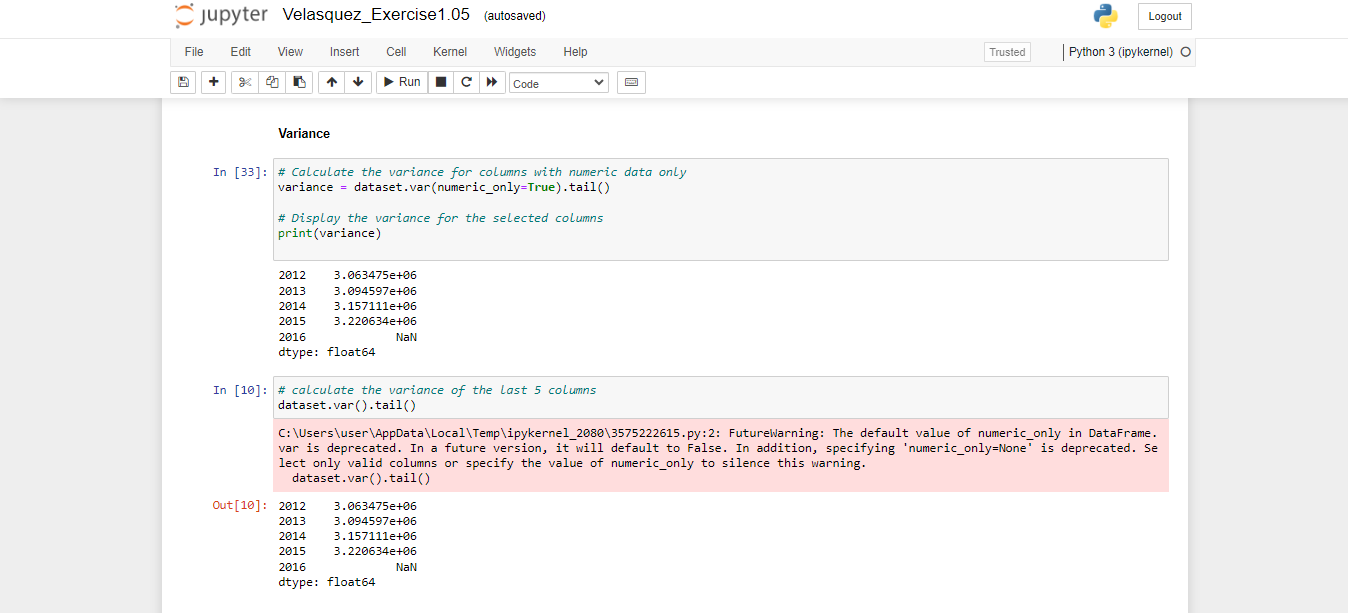 jupyter Velasquez_Exercise1.05 (autosaved) Logout
File Edit View Insert Cell Kernel Widgets Help Trusted Python 3 (ipykernel)
Run Code
Variance
In [33]: # Calculate the variance for columns with numeric data only
variance = dataset.var(numeric_only=True).tail()
# Display the variance for the selected columns
print(variance)
2012 3.063475e+06
2013 3.094597e+06
2014 3.157111e+06
2015 3.220634e+06
2016 NaN
dtype: float64
In [10]: # calculate the variance of the last 5 columns
dataset.var().tail()
C:\Users\user\AppData\Local\Temp\ipykernel_2080\3575222615.py:2: FutureWarning: The default value of numeric_only in DataFrame.
var is deprecated. In a future version, it will default to False. In addition, specifying 'numeric_only=None' is deprecated. Se
lect only valid columns or specify the value of numeric_only to silence this warning.
dataset.var().tail()
Out[10]: 2012 3.063475e+06
2013 3.094597e+06
2014 3.157111e+06
2015 3.220634e+06
2016 NaN
dtype: float64